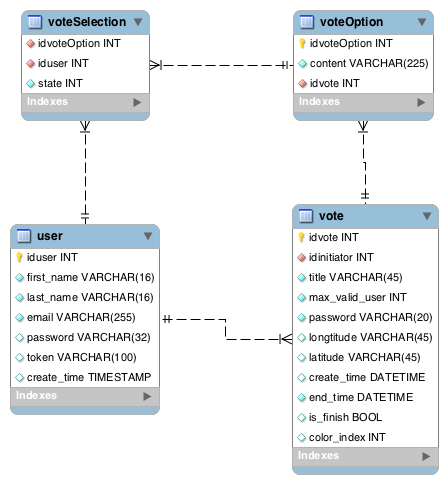 voteSelection
idvoteOption INT
iduser INT
state INT
Indexes
voteOption
idvoteOption INT
content VARCHAR(225)
idvote INT
Indexes
user
iduser INT
first_name VARCHAR(16)
last_name VARCHAR(16)
email VARCHAR(255)
password VARCHAR(32)
token VARCHAR(100)
create_time TIMESTAMP
Indexes
vote
idvote INT
idinitiator INT
title VARCHAR(45)
max_valid_user INT
password VARCHAR(20)
longtitude VARCHAR(45)
latitude VARCHAR(45)
create_time DATETIME
end_time DATETIME
is_finish BOOL
color_index INT
Indexes